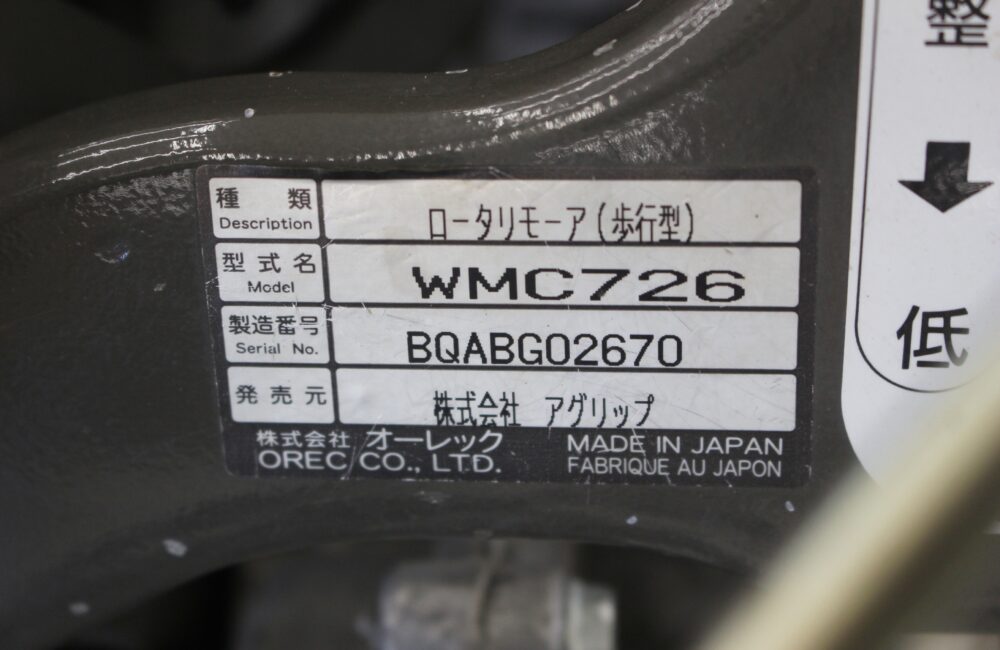 種類 ロータリモーア(歩行型)
Description
型式名 WMC726
Model
製造番号 BQABG02670
Serial No.
発売元 株式会社 アグリップ
株式会社 オーレック MADE IN JAPAN
OREC CO., LTD. FABRIQUE AU JAPON
整
低